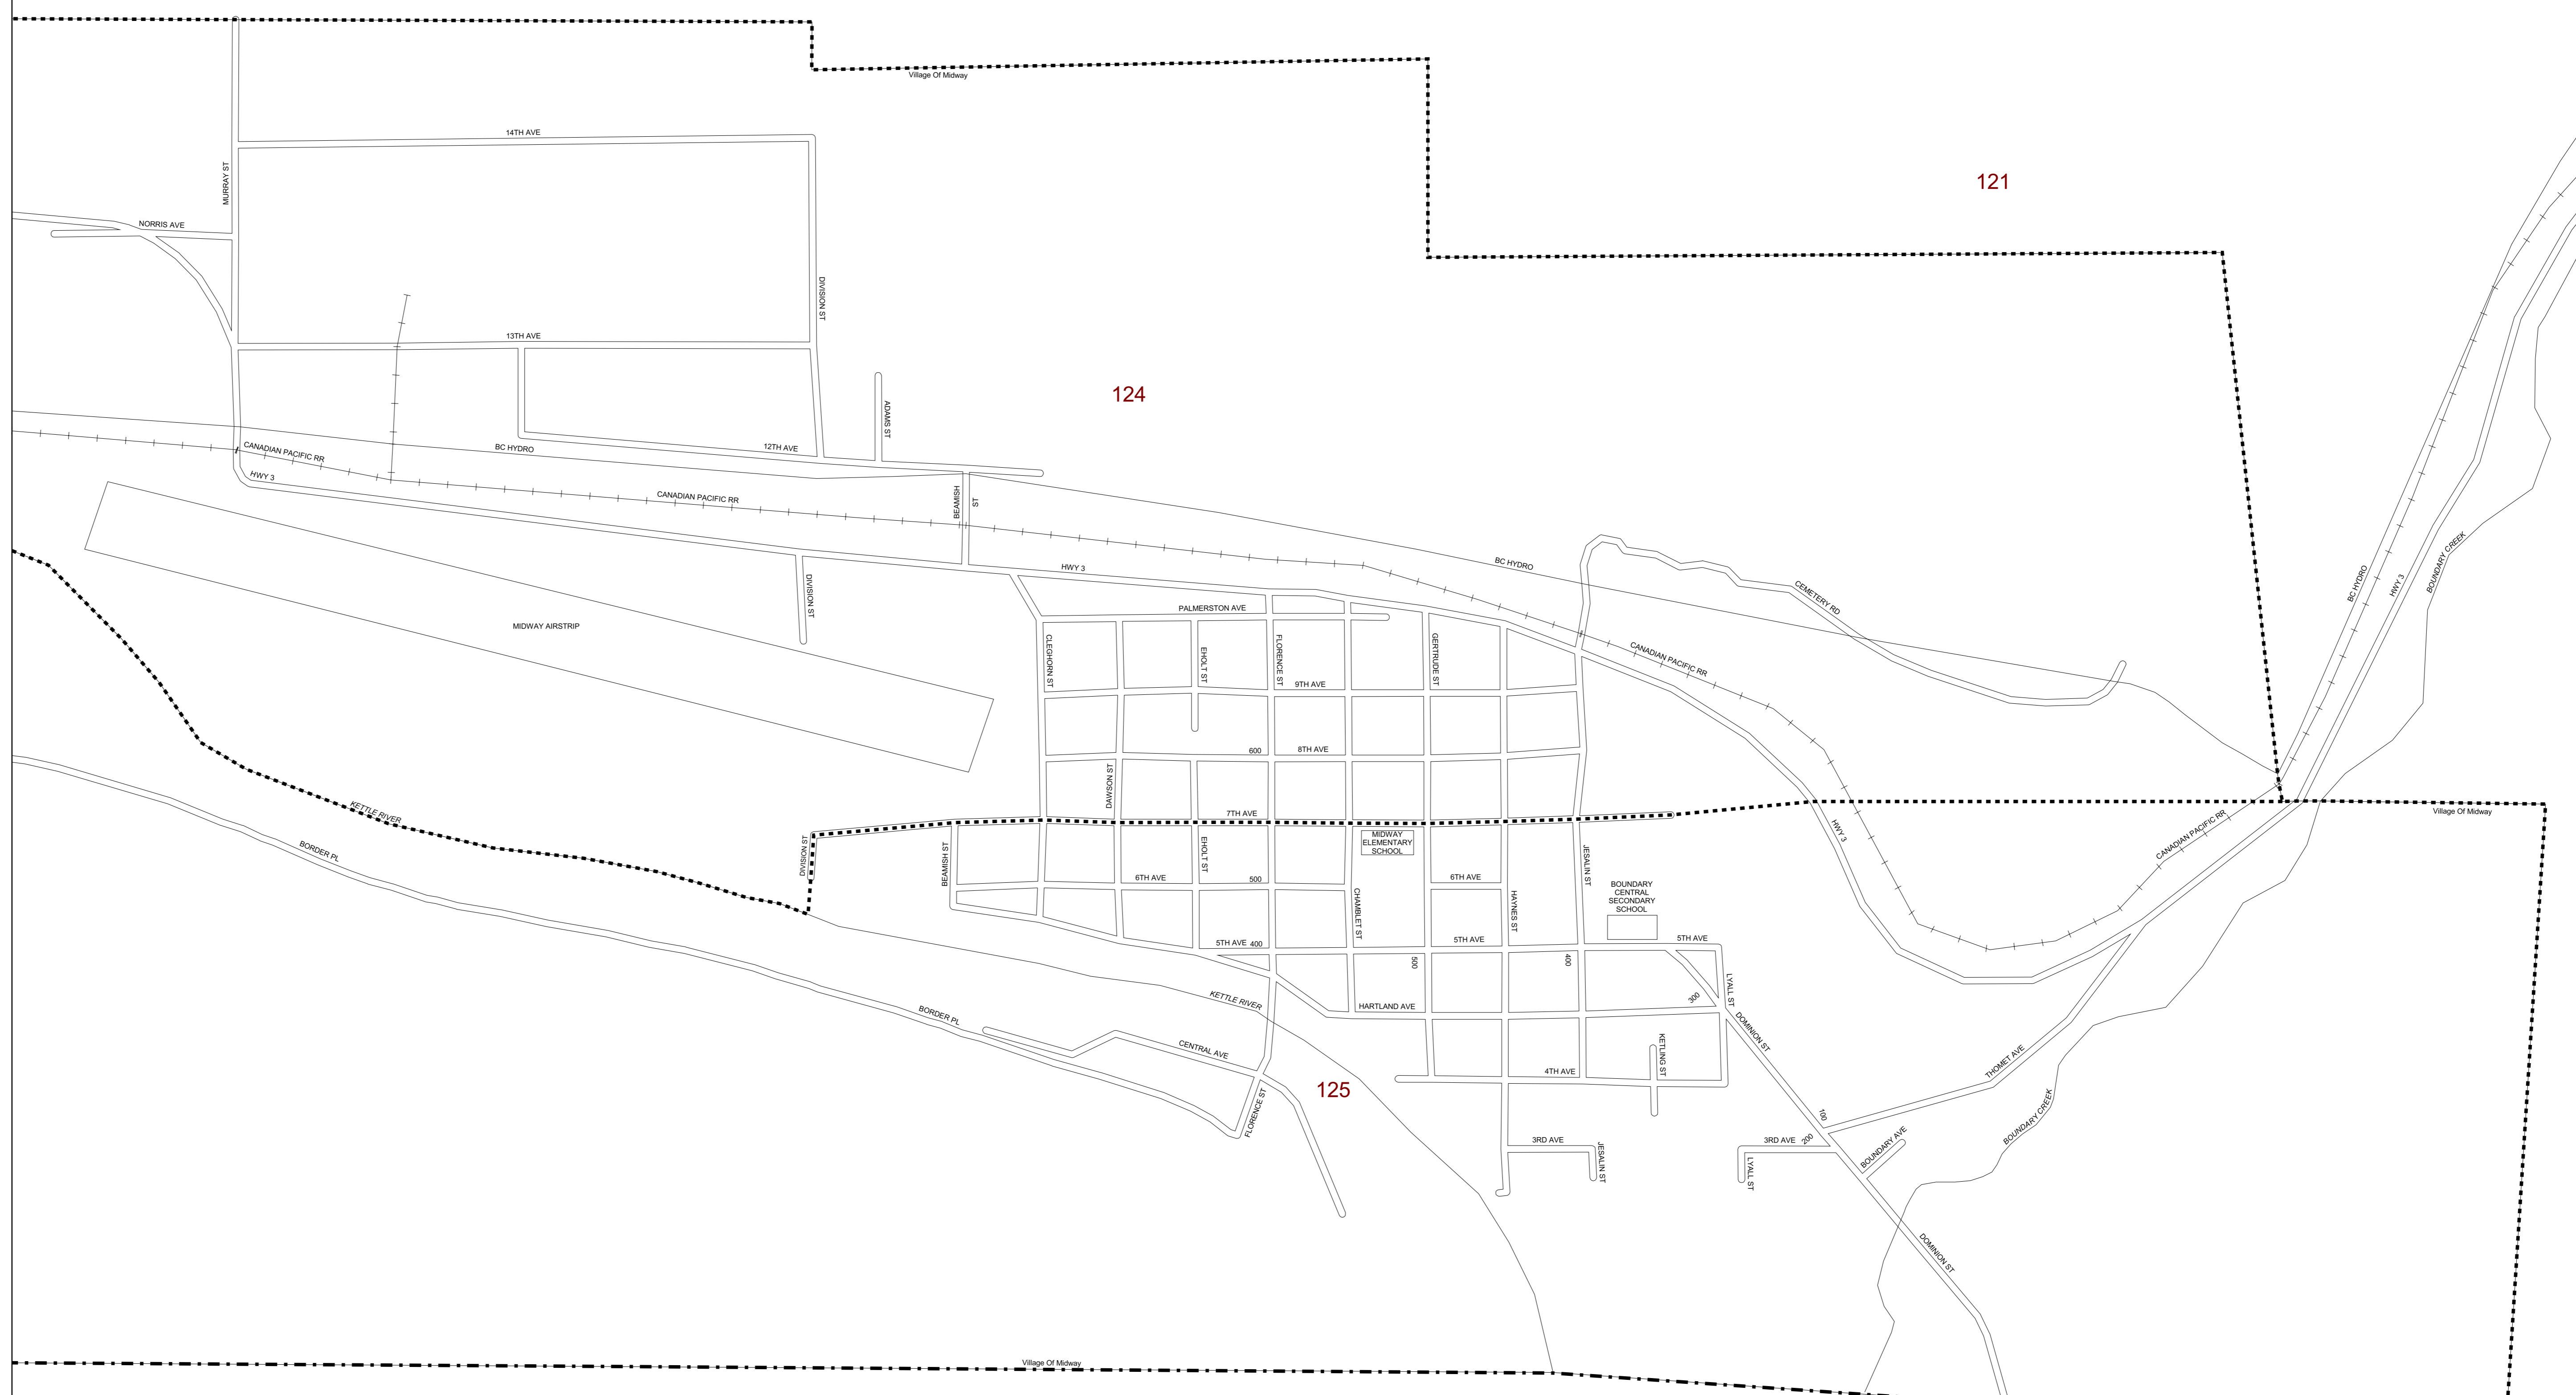 Village Of Midway
14TH AVE
121
MURRAY ST
NORRIS AVE
DIVISION ST
13TH AVE
124
ADAMS ST
12TH AVE
BC HYDRO
CANADIAN PACIFIC RR
HWY 3
CANADIAN PACIFIC RR
BEAMISH
ST
HWY 3
BC HYDRO
BC HYDRO
HWY 3
BOUNDARY CREEK
DIVISION ST
PALMERSTON AVE
CEMETERY RD
MIDWAY AIRSTRIP
CLEGHORN ST
EHOLT ST
FLORENCE ST
GERTRUDE ST
CANADIAN PACIFIC RR
9TH AVE
600
8TH AVE
DAWSON ST
KETTLE RIVER
7TH AVE
Village Of Midway
BORDER PL
DIVISION ST
BEAMISH ST
EHOLT ST
MIDWAY
ELEMENTARY
SCHOOL
HWY 3
CANADIAN PACIFIC RR
JESALIN ST
6TH AVE
500
6TH AVE
CHAMBLET ST
HAYNES ST
BOUNDARY
CENTRAL
SECONDARY
SCHOOL
5TH AVE
400
5TH AVE
5TH AVE
500
400
LYALL ST
KETTLE RIVER
HARTLAND AVE
300
BORDER PL
DOMINION ST
CENTRAL AVE
KETLING ST
4TH AVE
THOMET AVE
125
FLORENCE ST
100
BOUNDARY CREEK
3RD AVE
JESALIN ST
3RD AVE
200
BOUNDARY AVE
LYALL ST
DOMINION ST
Village Of Midway